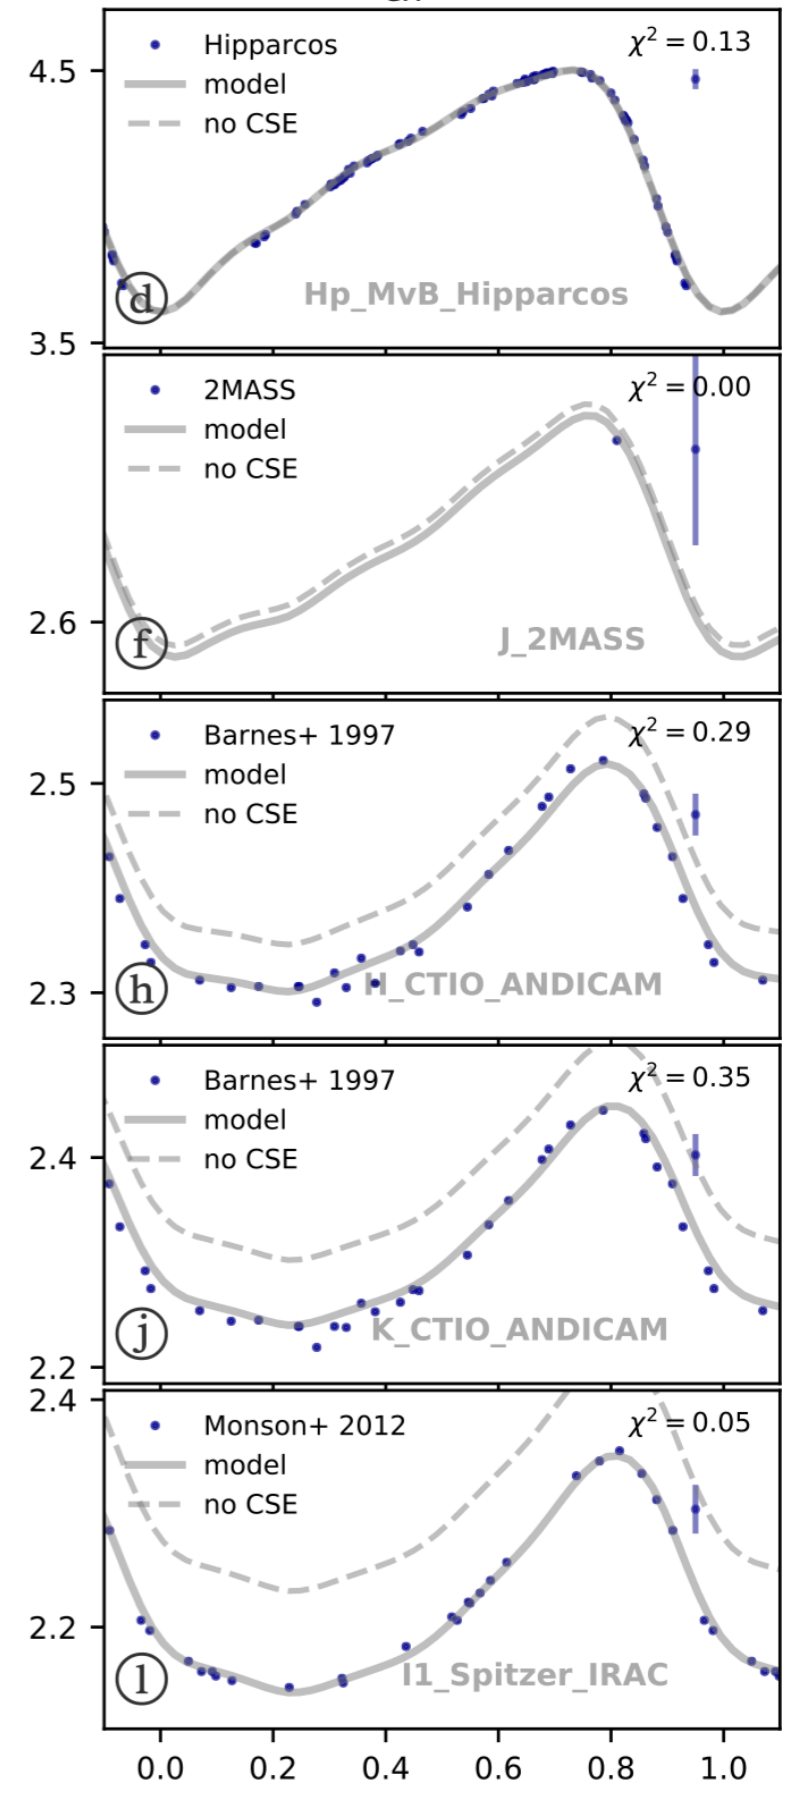 Hipparcos
χ² = 0.13
4.5
model
no CSE
d
Hp_MvB_Hipparcos
3.5
2MASS
χ² = 0.00
model
no CSE
2.6
f
J_2MASS
Barnes+ 1997
χ² = 0.29
model
2.5
no CSE
h
H_CTIO_ANDICAM
2.3
Barnes+ 1997
χ² = 0.35
model
2.4
no CSE
j
K_CTIO_ANDICAM
2.2
2.4
Monson+ 2012
χ² = 0.05
model
no CSE
2.2
l
I1_Spitzer_IRAC
0.0 0.2 0.4 0.6 0.8 1.0